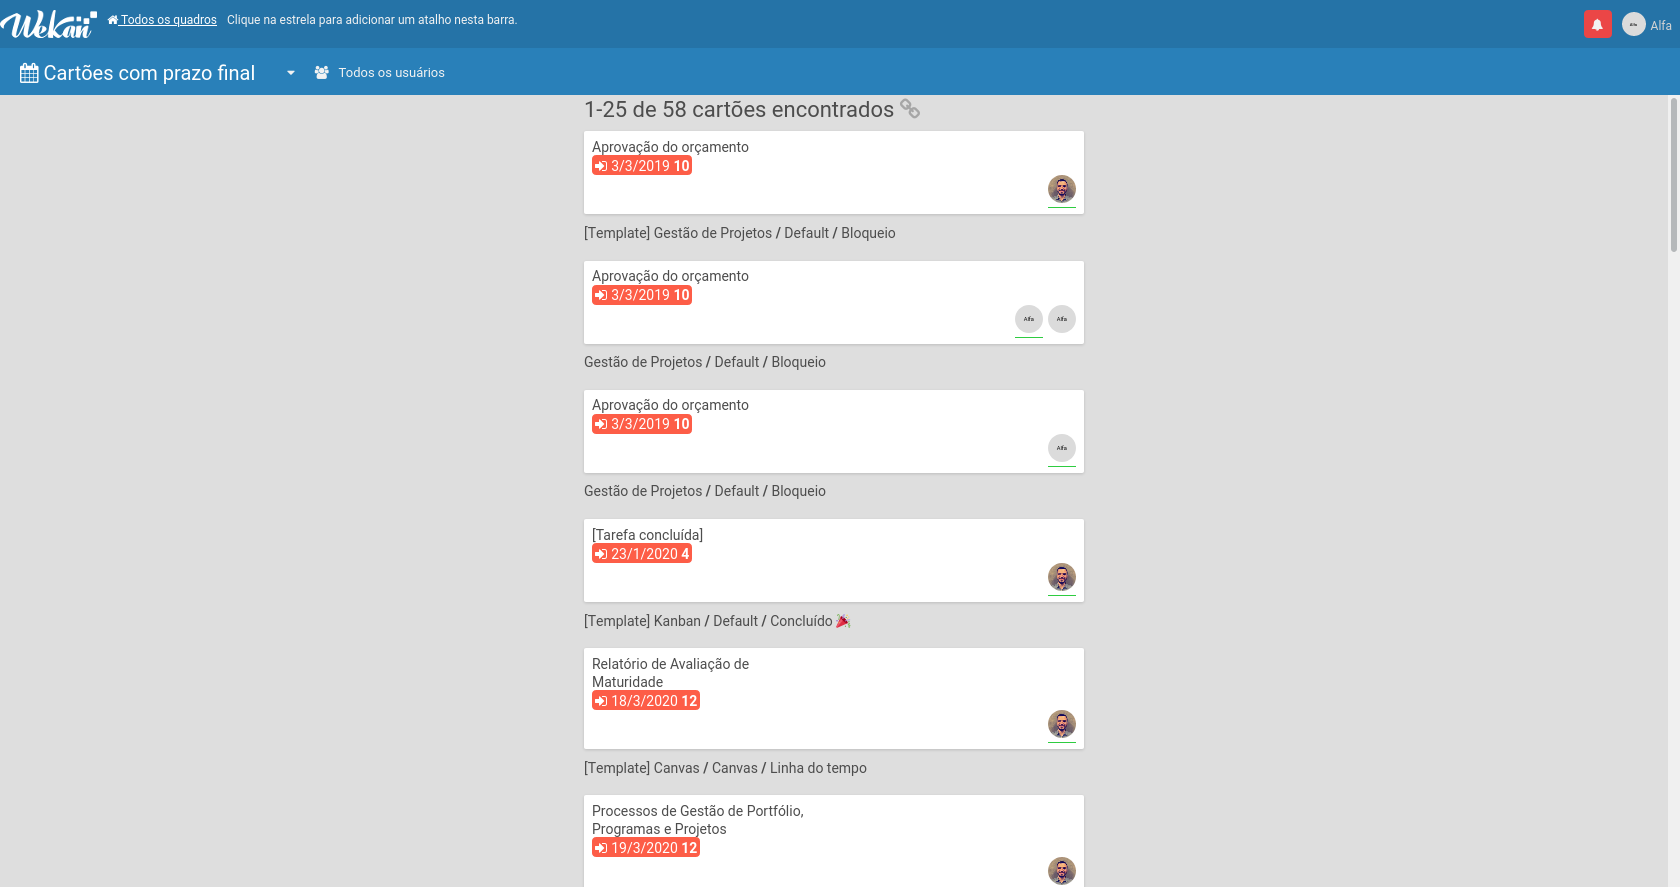 Wekan
Todos os quadros
Clique na estrela para adicionar um atalho nesta barra.
Alfa
Alfa
Cartões com prazo final
Todos os usuários
1-25 de 58 cartões encontrados
Aprovação do orçamento
3/3/2019 10
[Template] Gestão de Projetos / Default / Bloqueio
Aprovação do orçamento
3/3/2019 10
Alfa
Alfa
Gestão de Projetos / Default / Bloqueio
Aprovação do orçamento
3/3/2019 10
Alfa
Gestão de Projetos / Default / Bloqueio
[Tarefa concluída]
23/1/2020 4
[Template] Kanban / Default / Concluído
Relatório de Avaliação de
Maturidade
18/3/2020 12
[Template] Canvas / Canvas / Linha do tempo
Processos de Gestão de Portfólio,
Programas e Projetos
19/3/2020 12